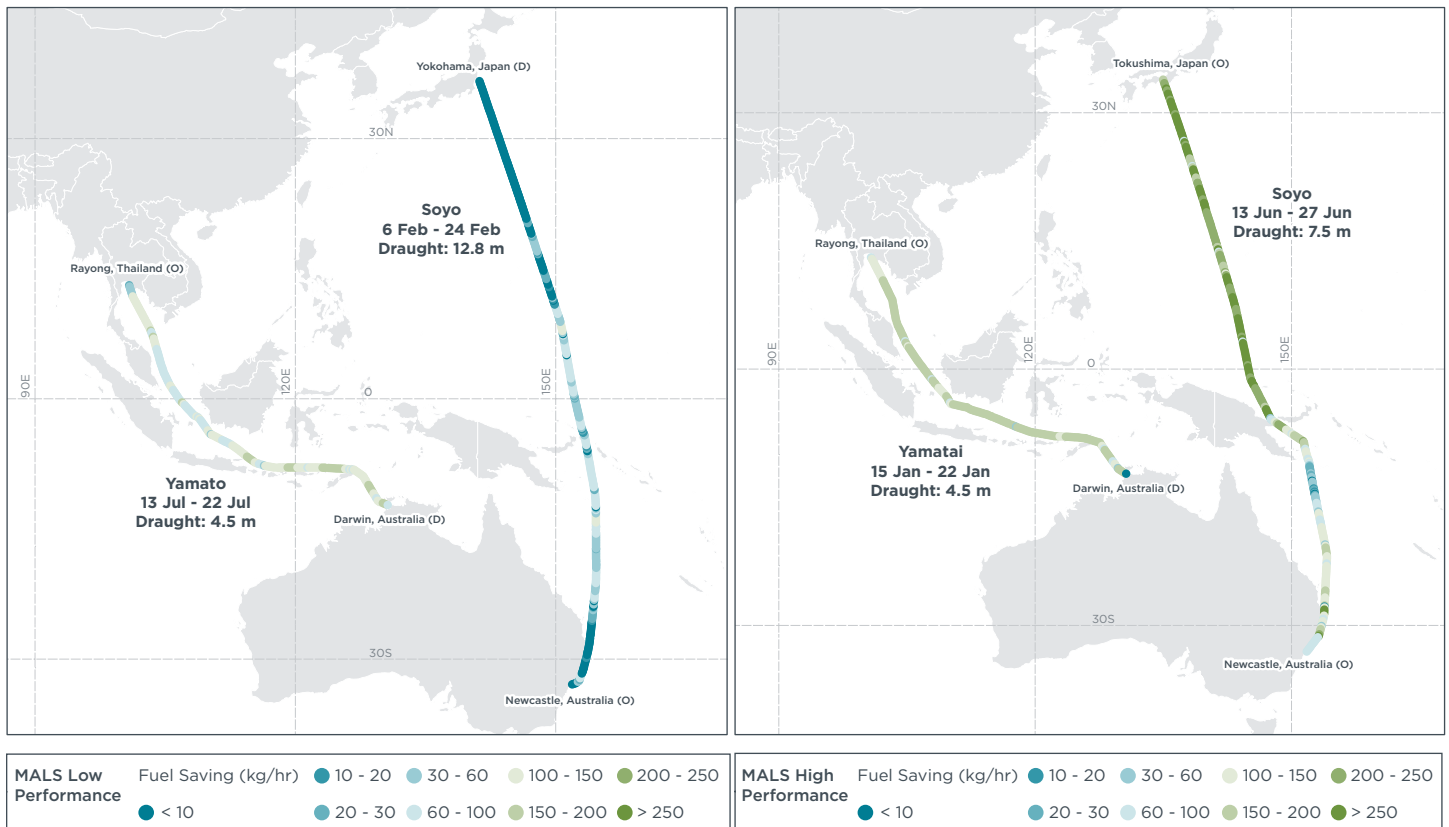 Yokohama, Japan (D)
30N
Soyo
6 Feb - 24 Feb
Draught: 12.8 m
Rayong, Thailand (O)
90E
120E
0
150E
Yamato
13 Jul - 22 Jul
Draught: 4.5 m
Darwin, Australia (D)
30S
Newcastle, Australia (O)
MALS Low
Performance
Fuel Saving (kg/hr)
10 - 20
30 - 60
100 - 150
200 - 250
< 10
20 - 30
60 - 100
150 - 200
> 250
Tokushima, Japan (O)
30N
Soyo
13 Jun - 27 Jun
Draught: 7.5 m
Rayong, Thailand (O)
90E
120E
0
150E
Yamatai
15 Jan - 22 Jan
Draught: 4.5 m
Darwin, Australia (D)
30S
Newcastle, Australia (O)
MALS High
Performance
Fuel Saving (kg/hr)
10 - 20
30 - 60
100 - 150
200 - 250
< 10
20 - 30
60 - 100
150 - 200
> 250